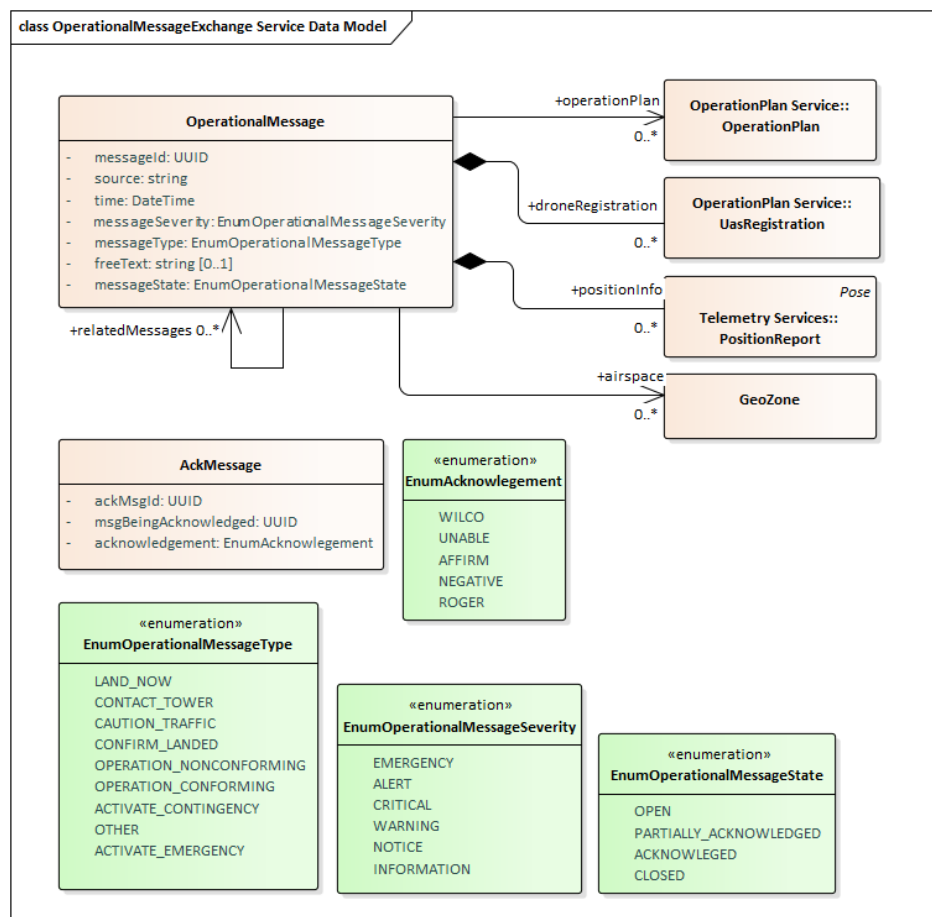 class OperationalMessageExchange Service Data Model
OperationalMessage
- messageId: UUID
- source: string
- time: DateTime
- messageSeverity: EnumOperationalMessageSeverity
- messageType: EnumOperationalMessageType
- freeText: string [0..1]
- messageState: EnumOperationalMessageState
+operationPlan
0..*
OperationPlan Service::
OperationPlan
+droneRegistration
0..*
OperationPlan Service::
UasRegistration
+positionInfo
0..*
Pose
Telemetry Services::
PositionReport
+relatedMessages 0..*
+airspace
0..*
GeoZone
AckMessage
- ackMsgId: UUID
- msgBeingAcknowledged: UUID
- acknowledgement: EnumAcknowlegement
«enumeration»
EnumAcknowlegement
WILCO
UNABLE
AFFIRM
NEGATIVE
ROGER
«enumeration»
EnumOperationalMessageType
LAND_NOW
CONTACT_TOWER
CAUTION_TRAFFIC
CONFIRM_LANDED
OPERATION_NONCONFORMING
OPERATION_CONFORMING
ACTIVATE_CONTINGENCY
OTHER
ACTIVATE_EMERGENCY
«enumeration»
EnumOperationalMessageSeverity
EMERGENCY
ALERT
CRITICAL
WARNING
NOTICE
INFORMATION
«enumeration»
EnumOperationalMessageState
OPEN
PARTIALLY_ACKNOWLEDGED
ACKNOWLEGED
CLOSED